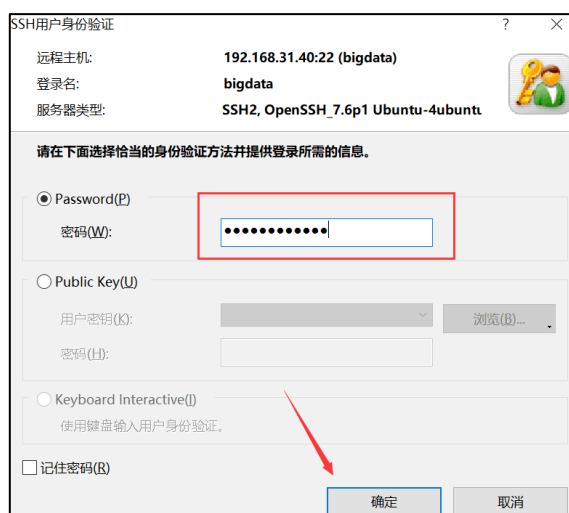 SSH用户身份验证 ?
远程主机: 192.168.31.40:22 (bigdata)
登录名: bigdata
服务器类型: SSH2, OpenSSH_7.6p1 Ubuntu-4ubuntu
请在下面选择恰当的身份验证方法并提供登录所需的信息。
Password(P)
密码(W): ●●●●●●●●●●●●
Public Key(U)
用户密钥(K): 浏览(B)...
密码(H):
Keyboard Interactive(I)
使用键盘输入用户身份验证。
记住密码(R)
确定 取消